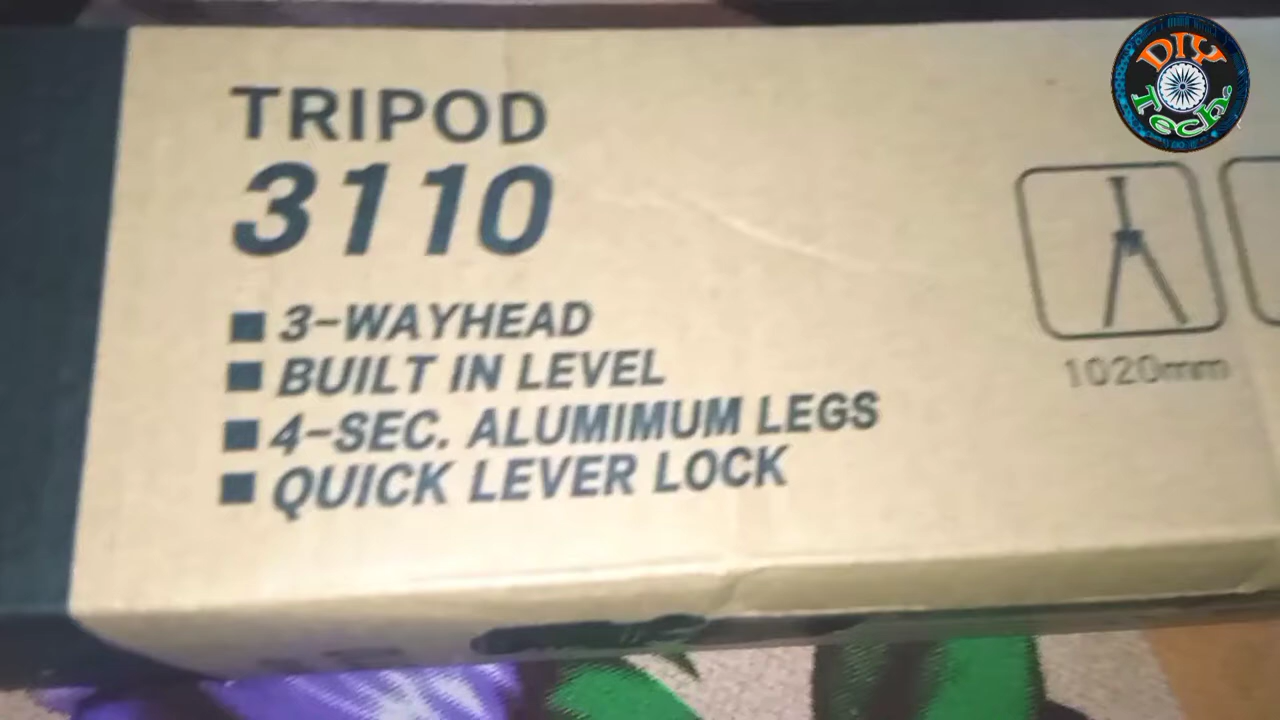 TRIPOD
3110
■ 3-WAYHEAD
■ BUILT IN LEVEL
■ 4-SEC. ALUMIMUM LEGS
■ QUICK LEVER LOCK
1020mm
DIY
Tech